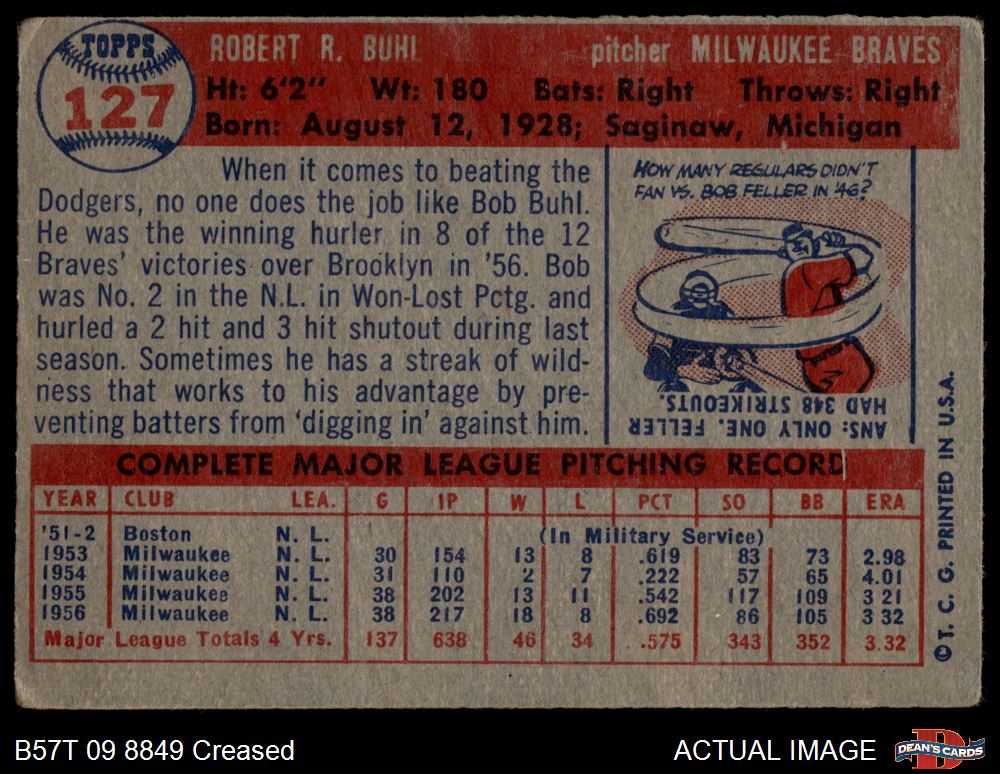 TOPPS
127
ROBERT R. BUHL pitcher MILWAUKEE BRAVES
Ht: 6'2" Wt: 180 Bats: Right Throws: Right
Born: August 12, 1928; Saginaw, Michigan
When it comes to beating the
Dodgers, no one does the job like Bob Buhl.
He was the winning hurler in 8 of the 12
Braves' victories over Brooklyn in '56. Bob
was No. 2 in the N.L. in Won-Lost Pctg. and
hurled a 2 hit and 3 hit shutout during last
season. Sometimes he has a streak of wild-
ness that works to his advantage by pre-
venting batters from 'digging in' against him.
HOW MANY REGULARS DIDN'T
FAN VS. BOB FELLER IN '46?
ANS: ONLY ONE. FELLER
HAD 348 STRIKEOUTS.
COMPLETE MAJOR LEAGUE PITCHING RECORD
YEAR CLUB LEA. G IP W L PCT SO BB ERA
'51-2 Boston N. L. (In Military Service)
1953 Milwaukee N. L. 30 154 13 8 .619 83 73 2.98
1954 Milwaukee N. L. 31 110 2 7 .222 57 65 4.01
1955 Milwaukee N. L. 38 202 13 11 .542 117 109 3 21
1956 Milwaukee N. L. 38 217 18 8 .692 86 105 3 32
Major League Totals 4 Yrs. 137 638 46 34 .575 343 352 3.32
© T. C. G. PRINTED IN U.S.A.
B57T 09 8849 Creased
ACTUAL IMAGE
D
DEAN'S CARDS